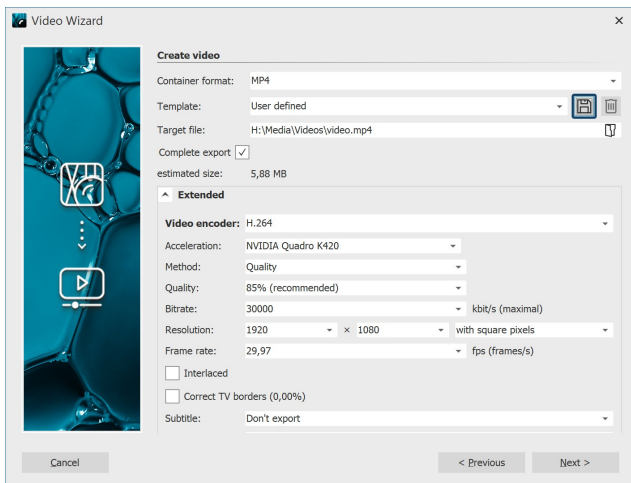 Video Wizard
Create video
Container format: MP4
Template: User defined
Target file: H:\Media\Videos\video.mp4
Complete export
estimated size: 5,88 MB
Extended
Video encoder: H.264
Acceleration: NVIDIA Quadro K420
Method: Quality
Quality: 85% (recommended)
Bitrate: 30000 kbit/s (maximal)
Resolution: 1920 × 1080 with square pixels
Frame rate: 29,97 fps (frames/s)
Interlaced
Correct TV borders (0,00%)
Subtitle: Don't export
Cancel < Previous Next >